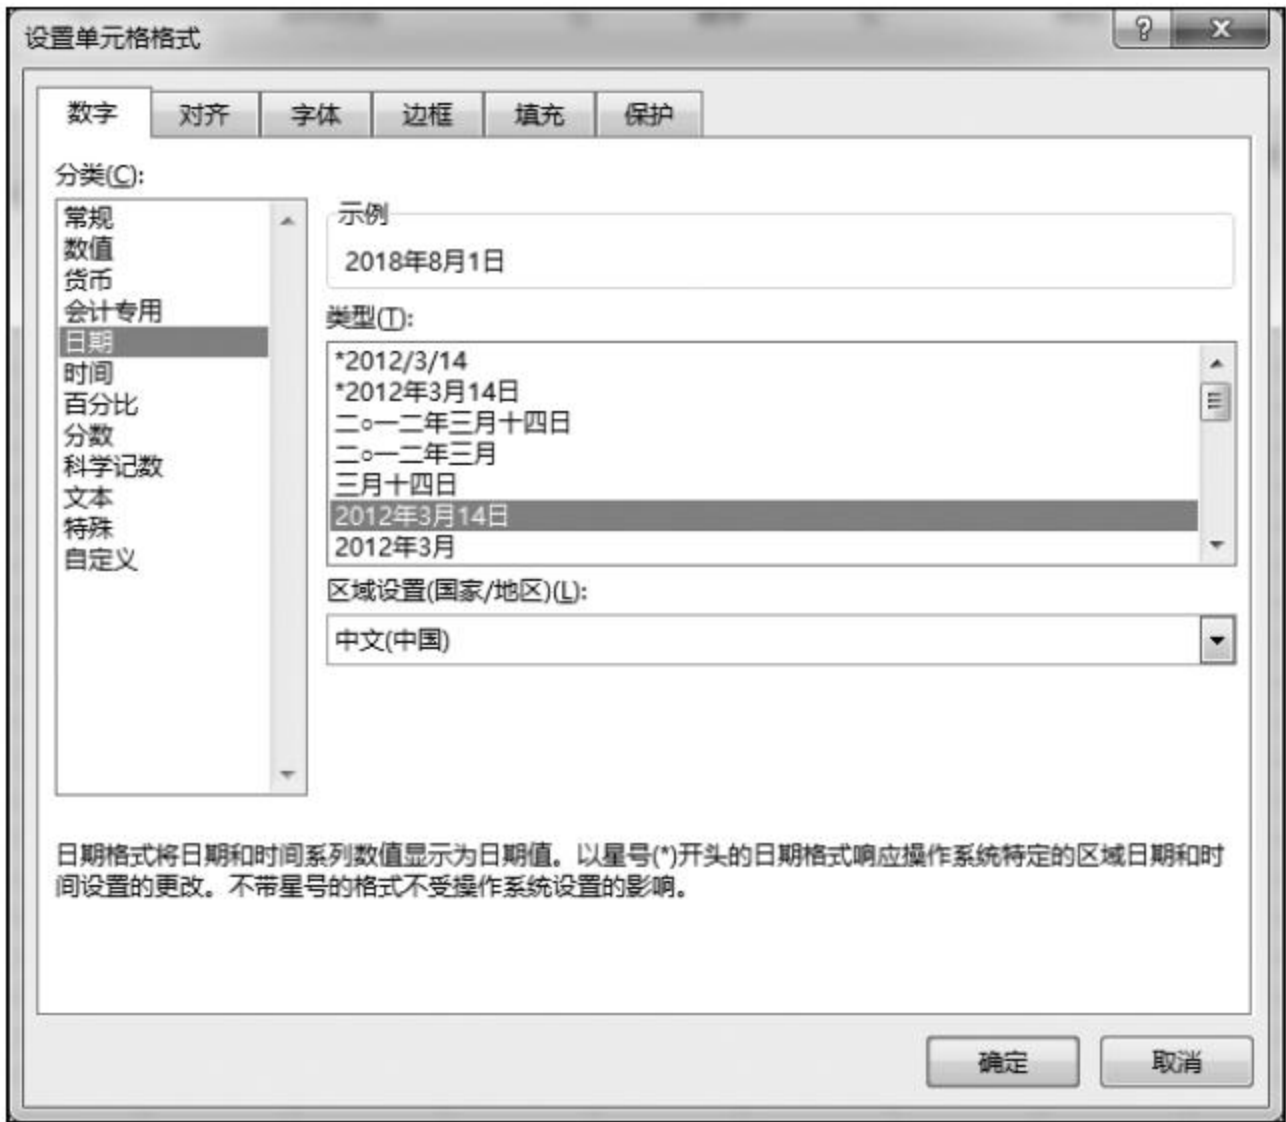 设置单元格格式
数字 对齐 字体 边框 填充 保护
分类(C):
常规
数值
货币
会计专用
日期
时间
百分比
分数
科学记数
文本
特殊
自定义
示例
2018年8月1日
类型(T):
*2012/3/14
*2012年3月14日
二○一二年三月十四日
二○一二年三月
三月十四日
2012年3月14日
2012年3月
区域设置(国家/地区)(L):
中文(中国)
日期格式将日期和时间系列数值显示为日期值。以星号(*)开头的日期格式响应操作系统特定的区域日期和时
间设置的更改。不带星号的格式不受操作系统设置的影响。
确定 取消